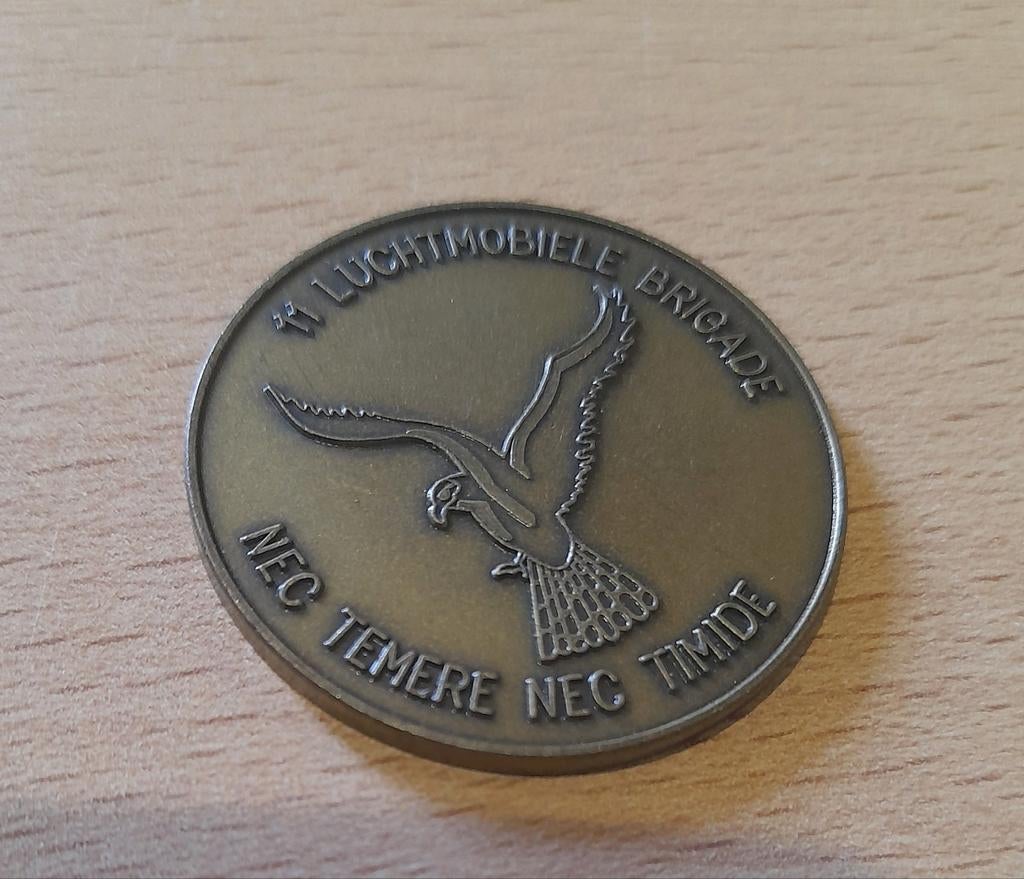 11 LUCHTMOBIELE BRIGADE
NEC TEMERE NEC TIMIDE